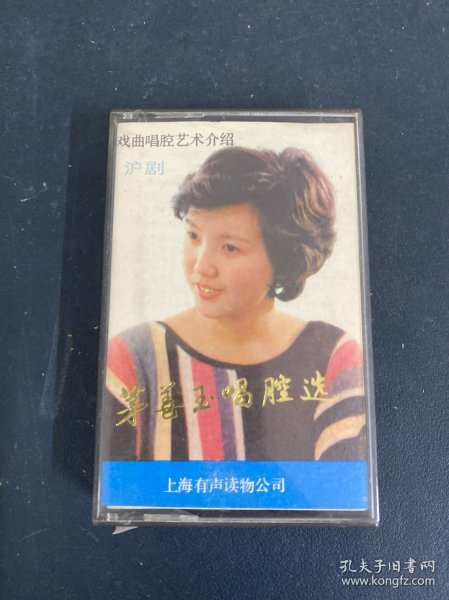 戏曲唱腔艺术介绍
沪剧
茅善玉唱腔选
上海有声读物公司
孔夫子旧书网
www.kongfz.com